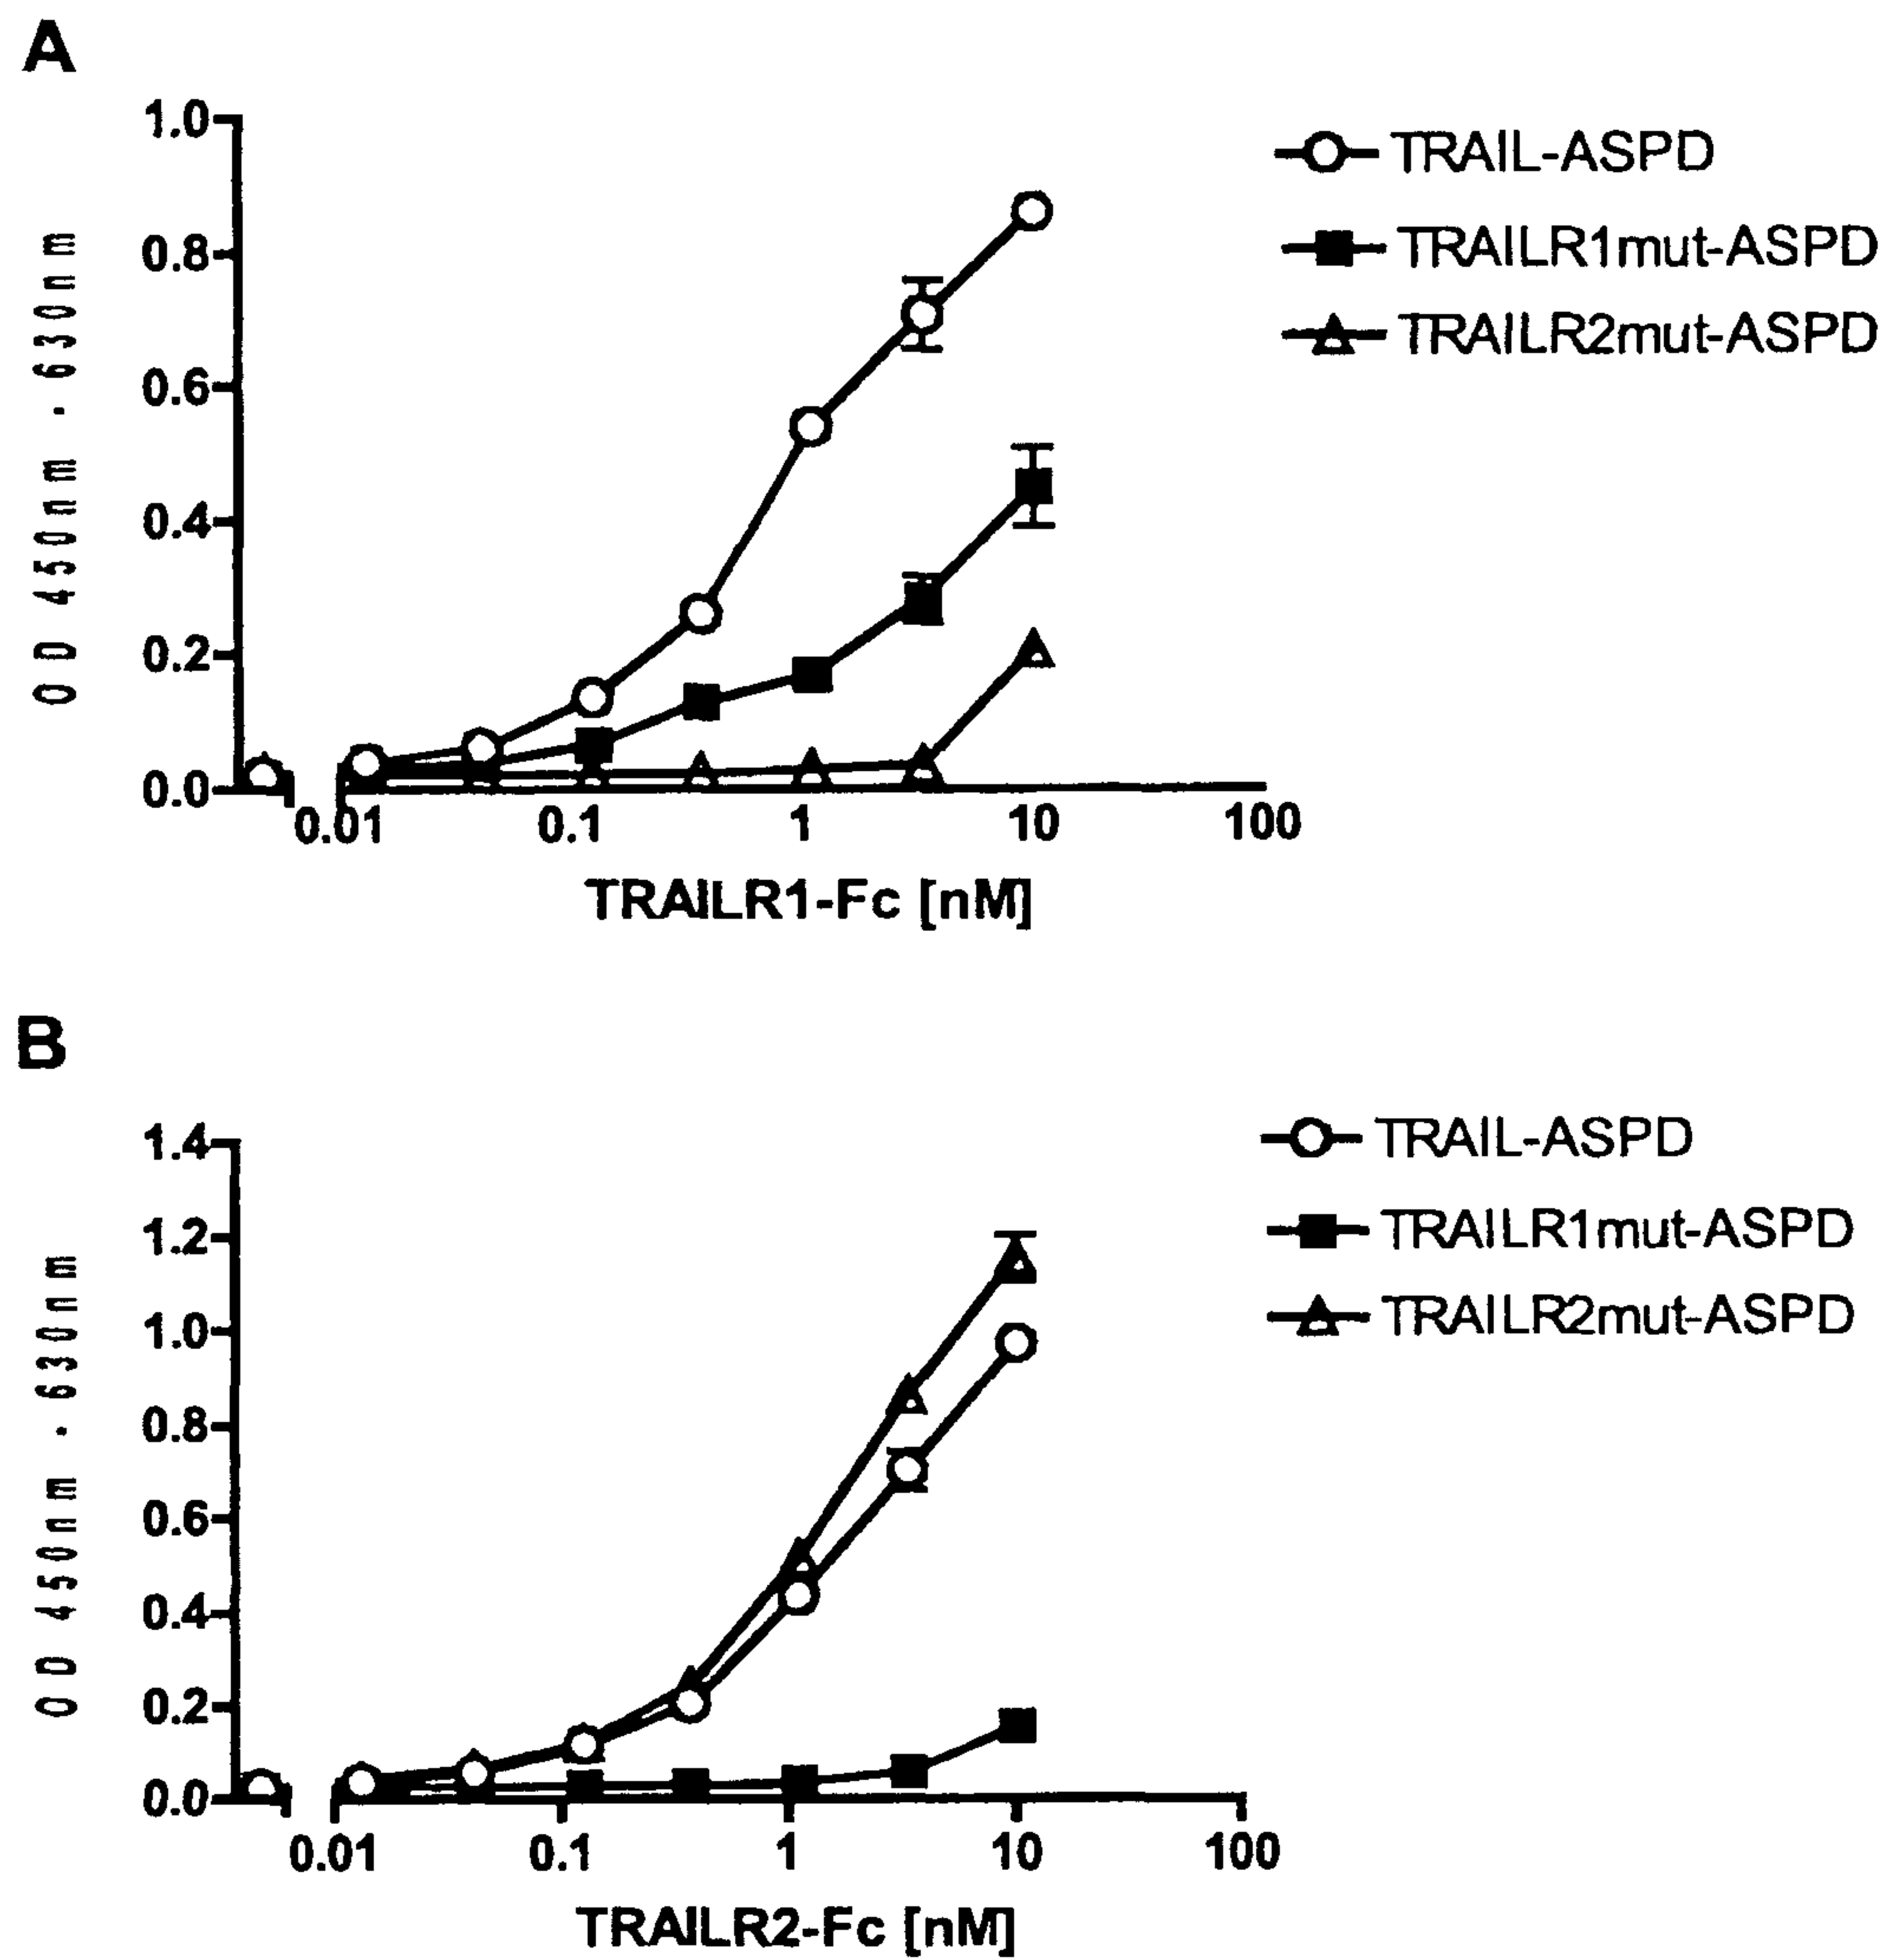 A
1.0
0.8
0.6
0.4
0.2
0.0
OD 450nm - 630nm
0.01 0.1 1 10 100
TRAILR1-Fc [nM]
TRAIL-ASPD
TRAILR1mut-ASPD
TRAILR2mut-ASPD
B
1.4
1.2
1.0
0.8
0.6
0.4
0.2
0.0
OD 450nm - 630nm
0.01 0.1 1 10 100
TRAILR2-Fc [nM]
TRAIL-ASPD
TRAILR1mut-ASPD
TRAILR2mut-ASPD